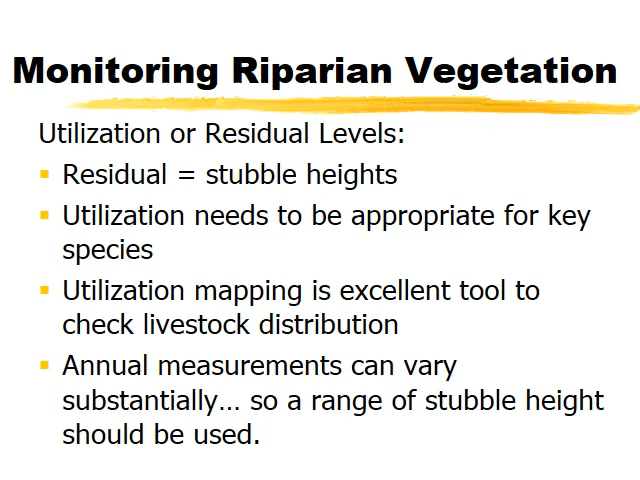 Monitoring Riparian Vegetation
Utilization or Residual Levels:
Residual = stubble heights
Utilization needs to be appropriate for key
species
Utilization mapping is excellent tool to
check livestock distribution
Annual measurements can vary
substantially... so a range of stubble height
should be used.